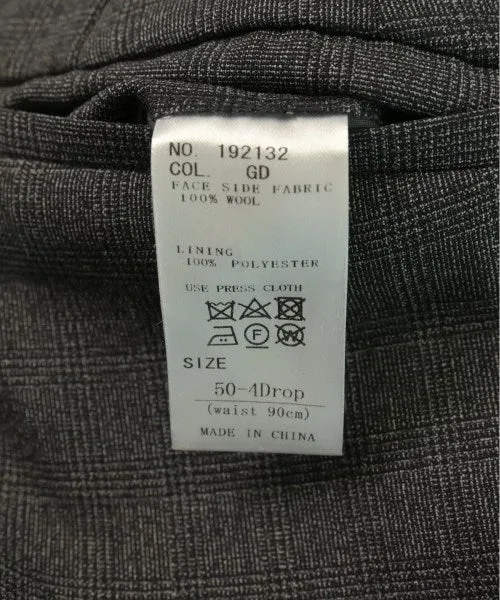 NO. 192132
COL. GD
FACE SIDE FABRIC
100% WOOL
LINING
100% POLYESTER
USE PRESS CLOTH
F W
SIZE
50-4Drop
(waist 90cm)
MADE IN CHINA